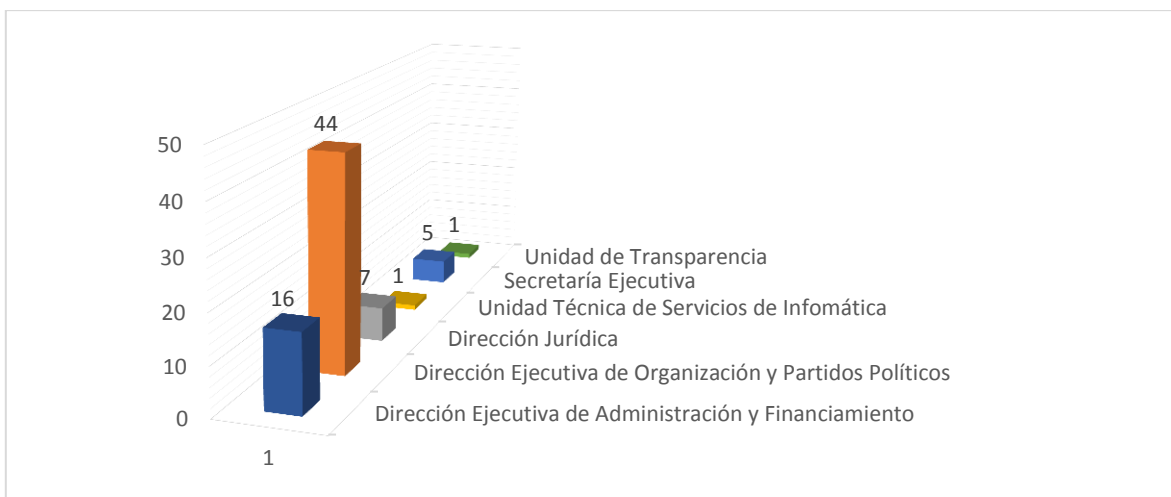 50
40
30
20
10
0
16
44
7
1
5
1
1
Unidad de Transparencia
Secretaría Ejecutiva
Unidad Técnica de Servicios de Infomática
Dirección Jurídica
Dirección Ejecutiva de Organización y Partidos Políticos
Dirección Ejecutiva de Administración y Financiamiento